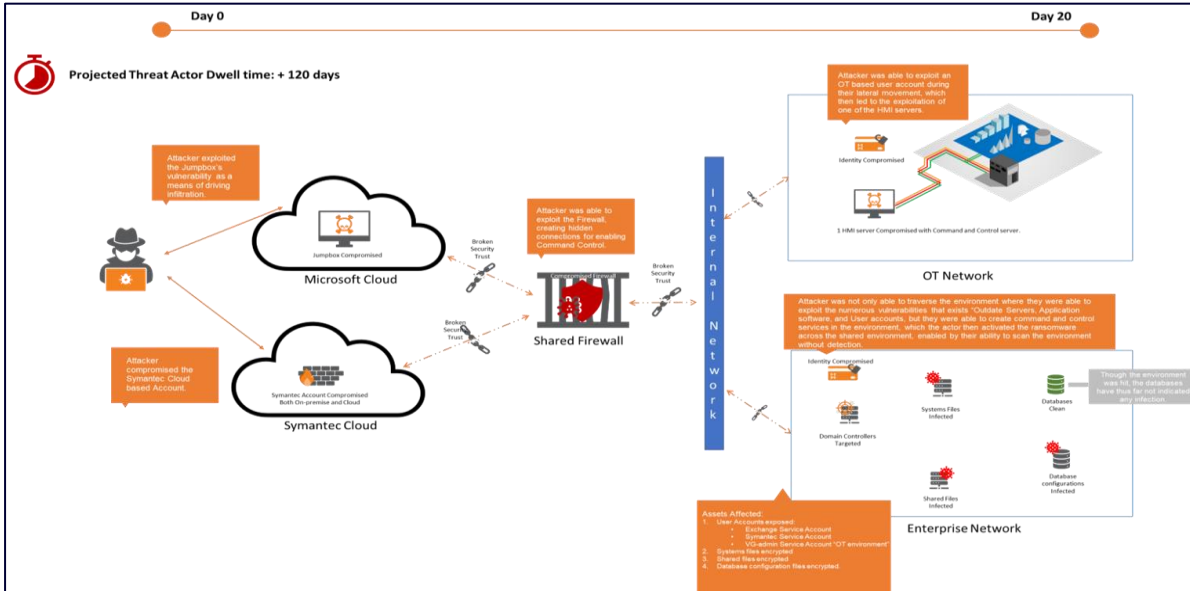 Day 0
Day 20
Projected Threat Actor Dwell time: + 120 days
Attacker exploited
the Jumpbox's
vulnerability as a
means of driving
infiltration.
Jumpbox Compromised
Microsoft Cloud
Attacker
compromised the
Symantec Cloud
based Account.
Symantec Account Compromised
Both On-premise and Cloud
Symantec Cloud
Broken
Security
Trust
Broken
Security
Trust
Attacker was able to
exploit the Firewall,
creating hidden
connections for enabling
Command Control.
Compromised Firewall
Shared Firewall
Broken
Security
Trust
Internal Network
Attacker was able to exploit an
OT based user account during
their lateral movement, which
then led to the exploitation of
one of the HMI servers.
Identity Compromised
1 HMI server Compromised with Command and Control server.
OT Network
Attacker was not only able to traverse the environment where they were able to
exploit the numerous vulnerabilities that exists "Outdate Servers, Application
software, and User accounts, but they were able to create command and control
services in the environment, which the actor then activated the ransomware
across the shared environment, enabled by their ability to scan the environment
without detection.
Identity Compromised
Domain Controllers
Targeted
Systems Files
Infected
Shared Files
Infected
Databases
Clean
Database
configurations
Infected
Though the environment
was hit, the databases
have thus far not indicated
any infection.
Enterprise Network
Assets Affected:
1. User Accounts exposed:
• Exchange Service Account
• Symantec Service Account
• VG-admin Service Account "OT environment"
2. Systems files encrypted
3. Shared files encrypted
4. Database configuration files encrypted